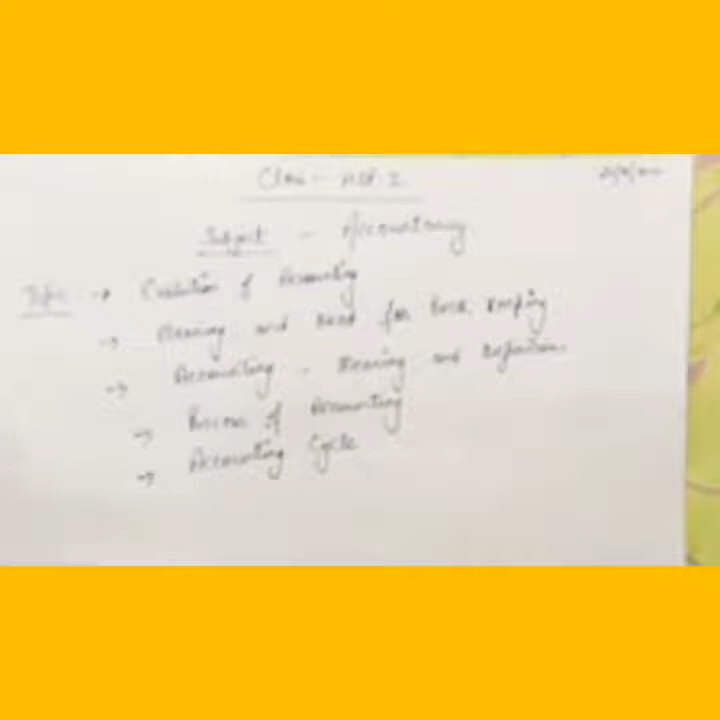 Class -
Subject - Accountancy
Topic → Evolution of Accounting
→ Meaning and Need for Book Keeping
→ Accounting - Meaning and Definition
→ Process of Accounting
→ Accounting Cycle